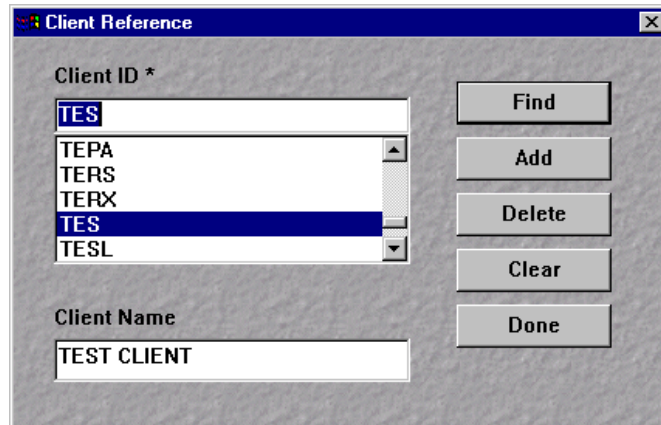 Client Reference
Client ID *
TES
TEPA
TERS
TERX
TES
TESL
Client Name
TEST CLIENT
Find
Add
Delete
Clear
Done